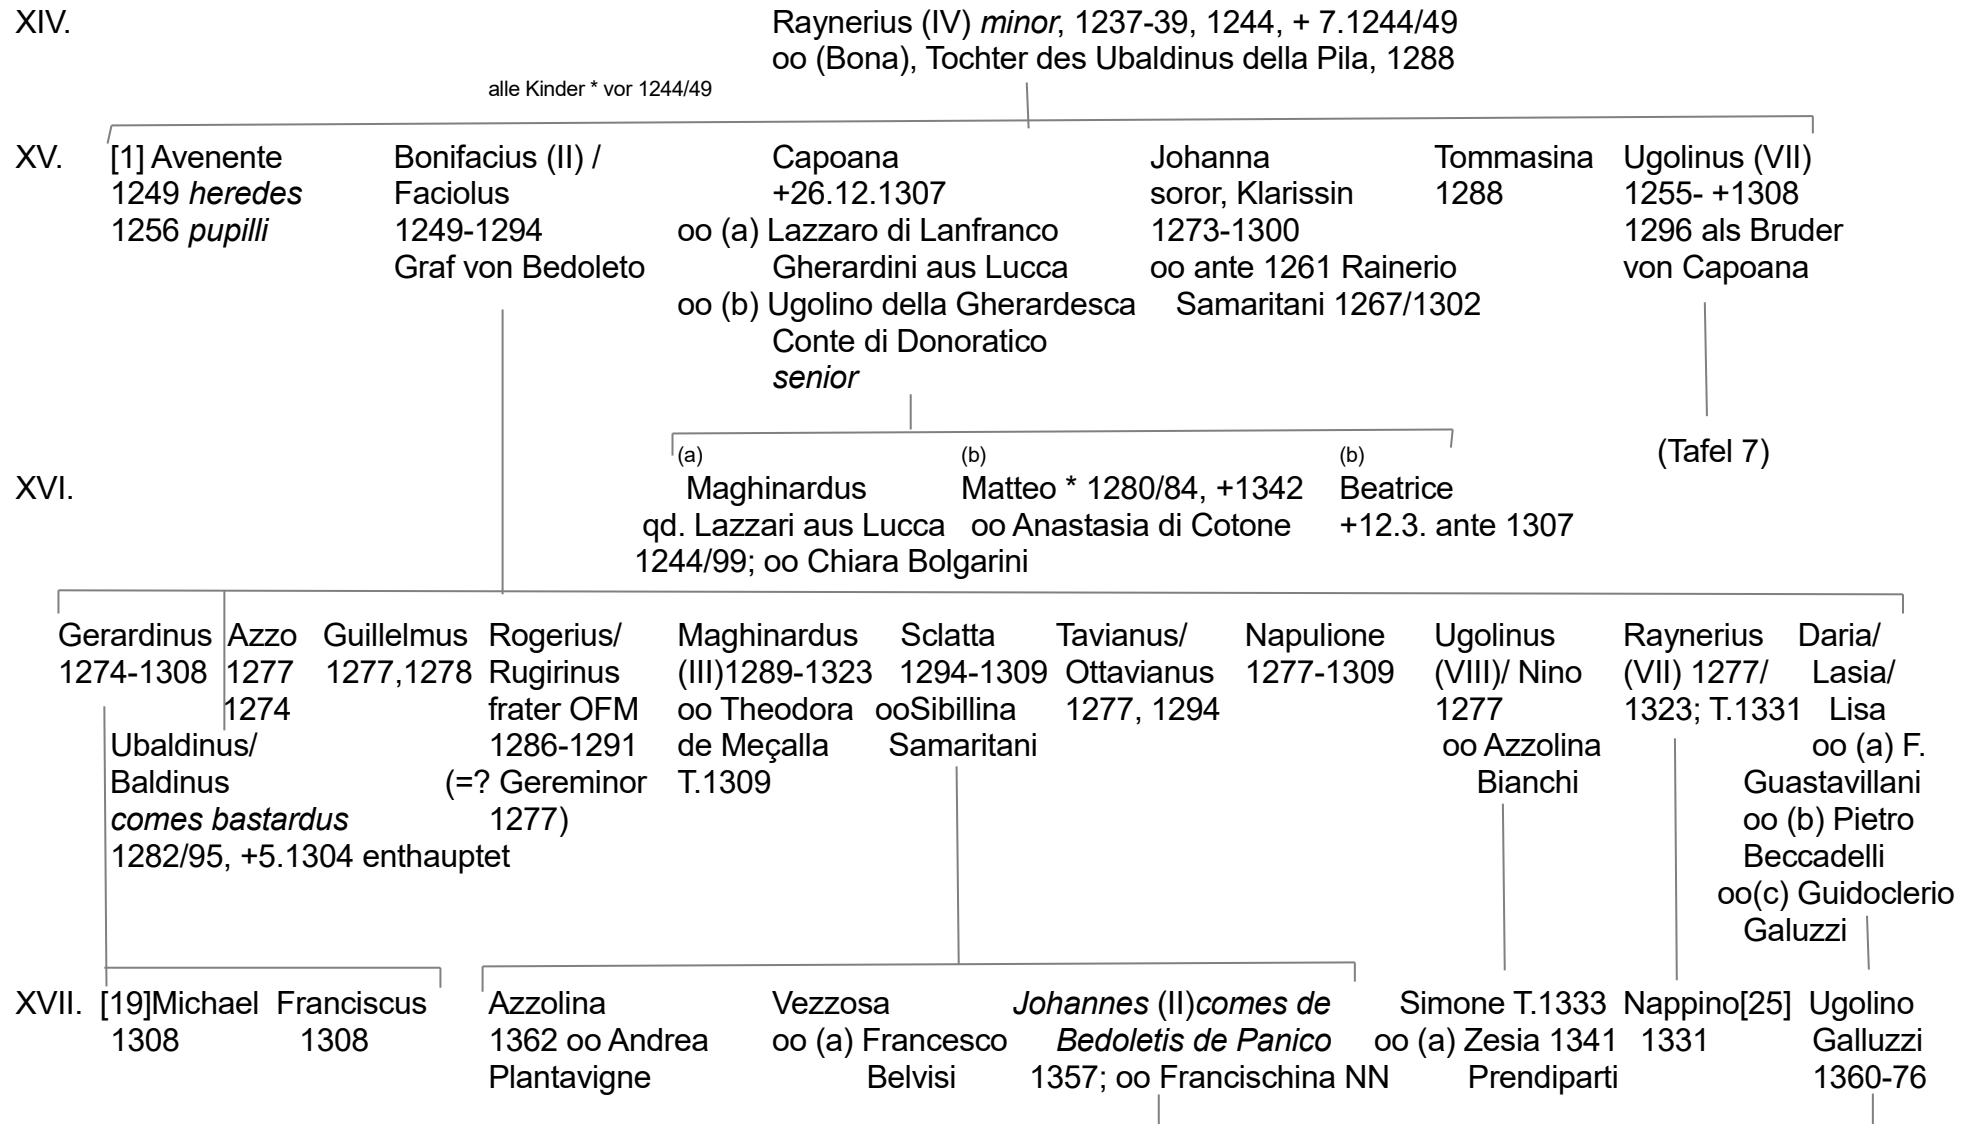 XIV.
Raynerius (IV) minor, 1237-39, 1244, + 7.1244/49
oo (Bona), Tochter des Ubaldinus della Pila, 1288
alle Kinder * vor 1244/49
XV.
[1] Avenente
1249 heredes
1256 pupilli
Bonifacius (II) /
Faciolus
1249-1294
Graf von Bedoleto
Capoana
+26.12.1307
oo (a) Lazzaro di Lanfranco
Gherardini aus Lucca
oo (b) Ugolino della Gherardesca
Conte di Donoratico
senior
Johanna
soror, Klarissin
1273-1300
oo ante 1261 Rainerio
Samaritani 1267/1302
Tommasina
1288
Ugolinus (VII)
1255- +1308
1296 als Bruder
von Capoana
(Tafel 7)
XVI.
(a)
Maghinardus
qd. Lazzari aus Lucca
1244/99; oo Chiara Bolgarini
(b)
Matteo * 1280/84, +1342
oo Anastasia di Cotone
(b)
Beatrice
+12.3. ante 1307
Gerardinus
1274-1308
Azzo
1277
1274
Ubaldinus/
Baldinus
comes bastardus
1282/95, +5.1304 enthauptet
Guillelmus
1277,1278
Rogerius/
Rugirinus
frater OFM
1286-1291
(=? Gereminor
1277)
Maghinardus
(III)1289-1323
oo Theodora
de Meçalla
T.1309
Sclatta
1294-1309
ooSibillina
Samaritani
Tavianus/
Ottavianus
1277, 1294
Napulione
1277-1309
Ugolinus
(VIII)/ Nino
1277
oo Azzolina
Bianchi
Raynerius
(VII) 1277/
1323; T.1331
Daria/
Lasia/
Lisa
oo (a) F.
Guastavillani
oo (b) Pietro
Beccadelli
oo(c) Guidoclerio
Galuzzi
XVII.
[19]Michael
1308
Franciscus
1308
Azzolina
1362 oo Andrea
Plantavigne
Vezzosa
oo (a) Francesco
Belvisi
Johannes (II)comes de
Bedoletis de Panico
1357; oo Francischina NN
Simone T.1333
oo (a) Zesia 1341
Prendiparti
Nappino[25]
1331
Ugolino
Galluzzi
1360-76